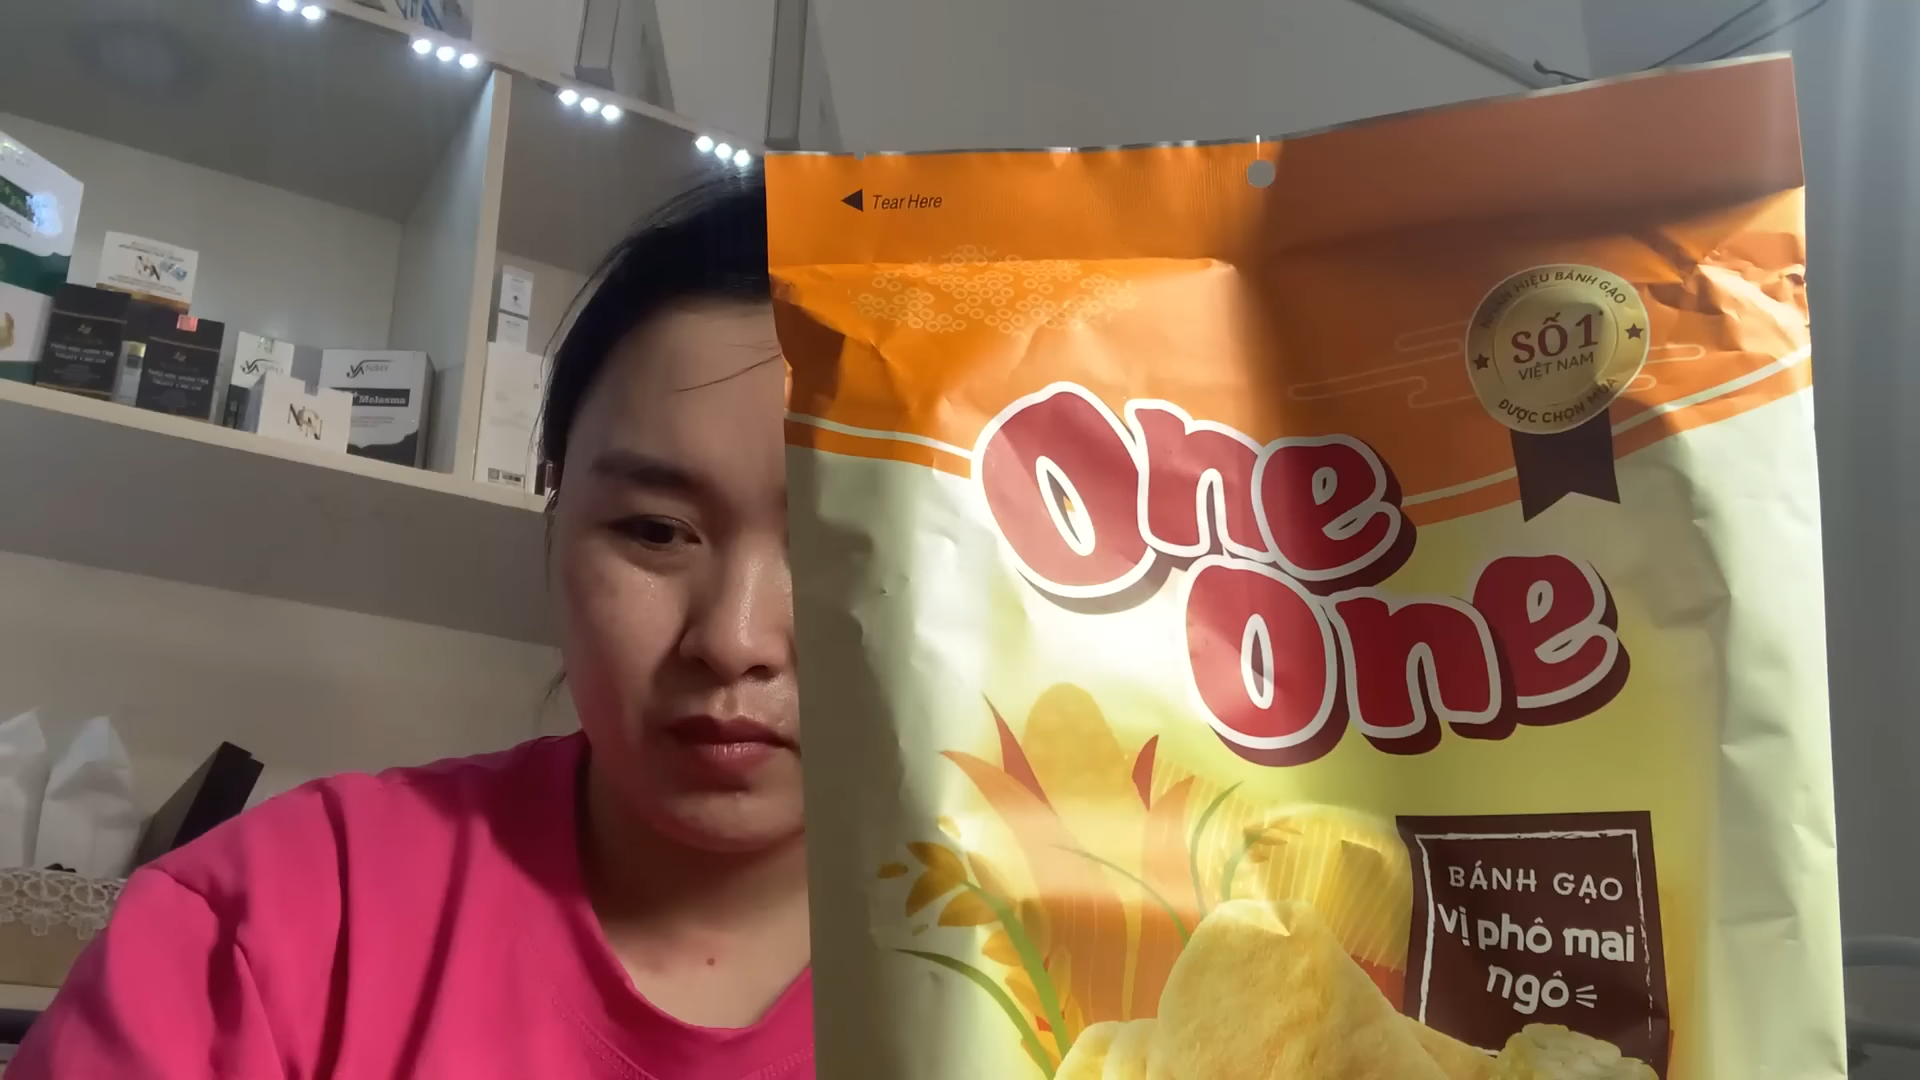 Tear Here
NHÃN HIỆU BÁNH GẠO
SỐ 1*
VIỆT NAM
ĐƯỢC CHỌN MUA
One
One
BÁNH GẠO
vị phô mai
ngô
Melasma